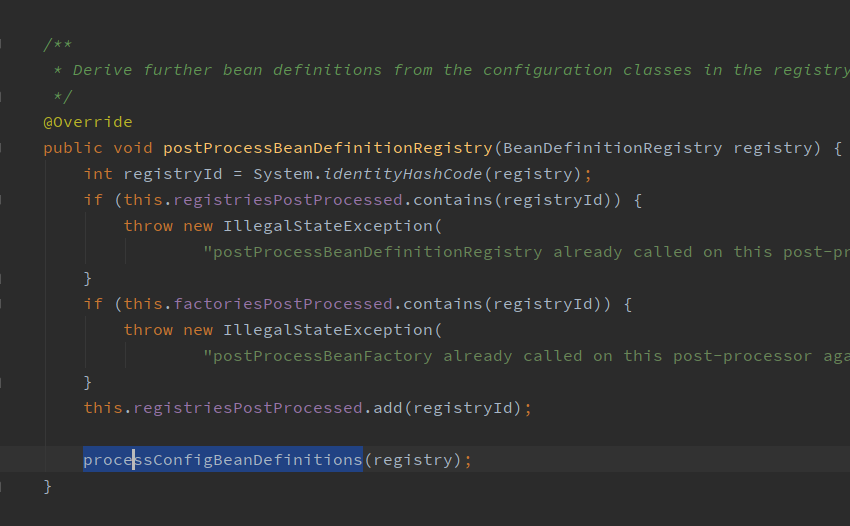 /**
 * Derive further bean definitions from the configuration classes in the registry
 */
@Override
public void postProcessBeanDefinitionRegistry(BeanDefinitionRegistry registry) {
    int registryId = System.identityHashCode(registry);
    if (this.registriesPostProcessed.contains(registryId)) {
        throw new IllegalStateException(
                "postProcessBeanDefinitionRegistry already called on this post-pr
    }
    if (this.factoriesPostProcessed.contains(registryId)) {
        throw new IllegalStateException(
                "postProcessBeanFactory already called on this post-processor aga
    }
    this.registriesPostProcessed.add(registryId);

    processConfigBeanDefinitions(registry);
}